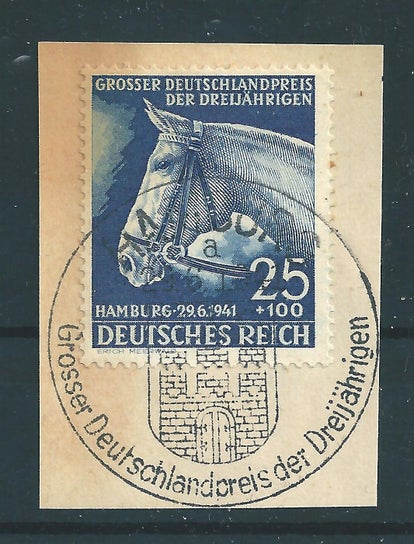 GROSSER DEUTSCHLANDPREIS
DER DREIJÄHRIGEN
a
25
+100
HAMBURG·29.6.1941
DEUTSCHES REICH
ERICH MEERWALD
Grosser Deutschlandpreis der Dreijährigen